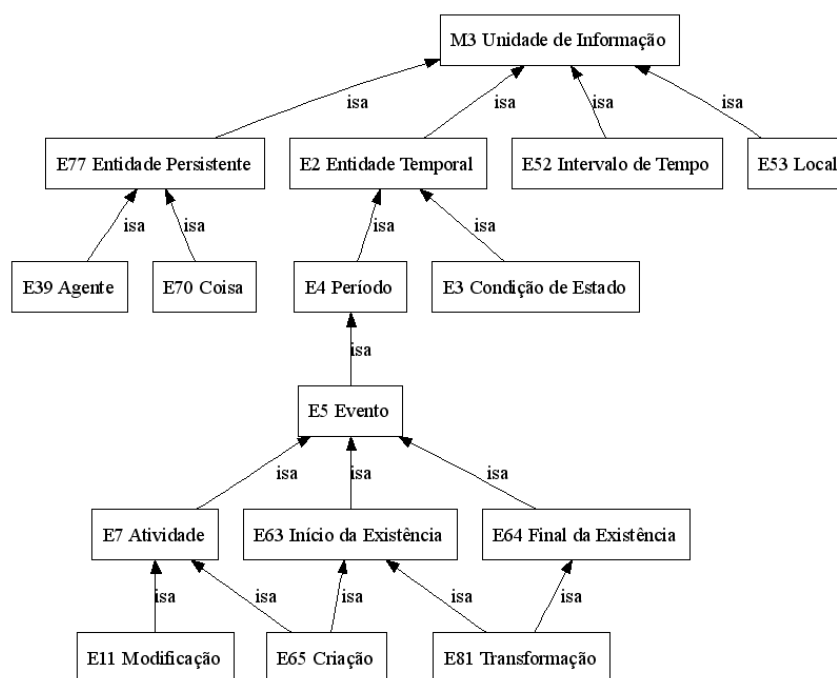 M3 Unidade de Informação
isa
isa
isa
isa
E77 Entidade Persistente
E2 Entidade Temporal
E52 Intervalo de Tempo
E53 Local
isa
isa
isa
isa
E39 Agente
E70 Coisa
E4 Período
E3 Condição de Estado
isa
E5 Evento
isa
isa
isa
E7 Atividade
E63 Início da Existência
E64 Final da Existência
isa
isa
isa
isa
isa
E11 Modificação
E65 Criação
E81 Transformação